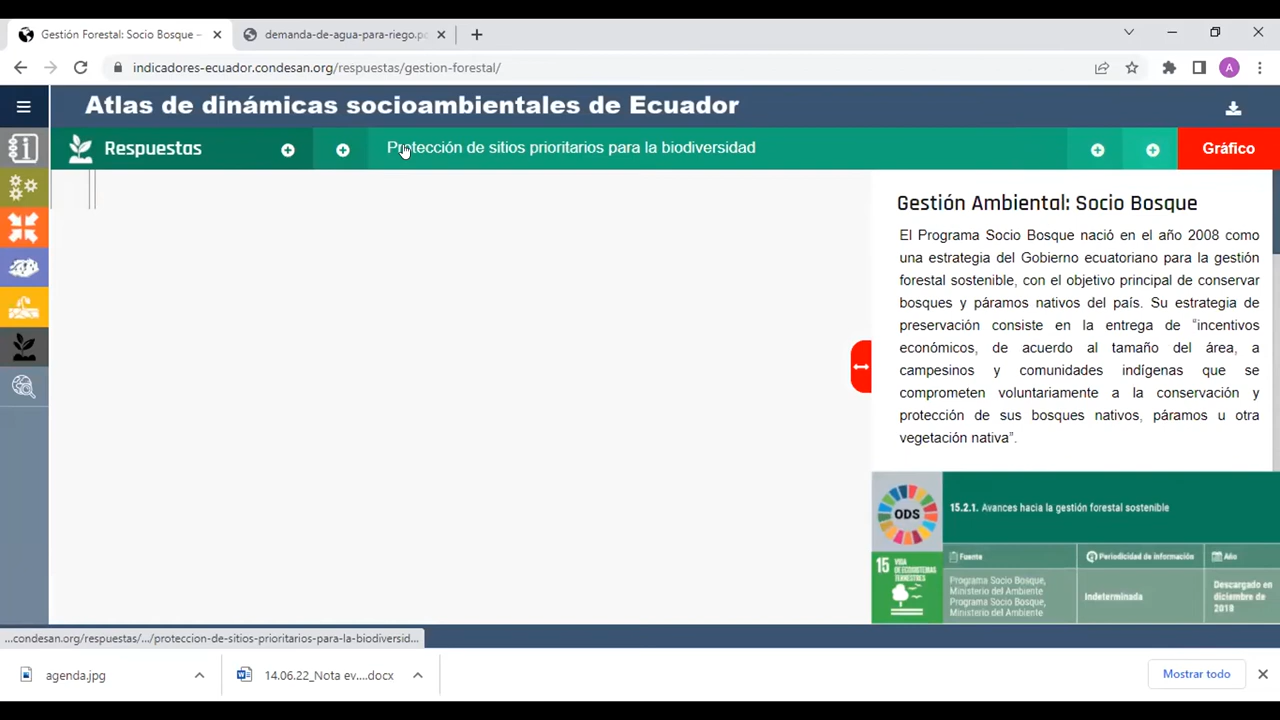 Gestión Forestal: Socio Bosque –
demanda-de-agua-para-riego.pd
indicadores-ecuador.condesan.org/respuestas/gestion-forestal/
A
Atlas de dinámicas socioambientales de Ecuador
Respuestas
Protección de sitios prioritarios para la biodiversidad
Gráfico
Gestión Ambiental: Socio Bosque
El Programa Socio Bosque nació en el año 2008 como
una estrategia del Gobierno ecuatoriano para la gestión
forestal sostenible, con el objetivo principal de conservar
bosques y páramos nativos del país. Su estrategia de
preservación consiste en la entrega de “incentivos
económicos, de acuerdo al tamaño del área, a
campesinos y comunidades indígenas que se
comprometen voluntariamente a la conservación y
protección de sus bosques nativos, páramos u otra
vegetación nativa”.
ODS
15.2.1. Avances hacia la gestión forestal sostenible
15 VIDA
DE ECOSISTEMAS
TERRESTRES
Fuente
Periodicidad de información
Año
Programa Socio Bosque,
Ministerio del Ambiente
Programa Socio Bosque,
Ministerio del Ambiente
Indeterminada
Descargado en
diciembre de
2018
...condesan.org/respuestas/.../proteccion-de-sitios-prioritarios-para-la-biodiversid...
agenda.jpg
14.06.22_Nota ev....docx
Mostrar todo